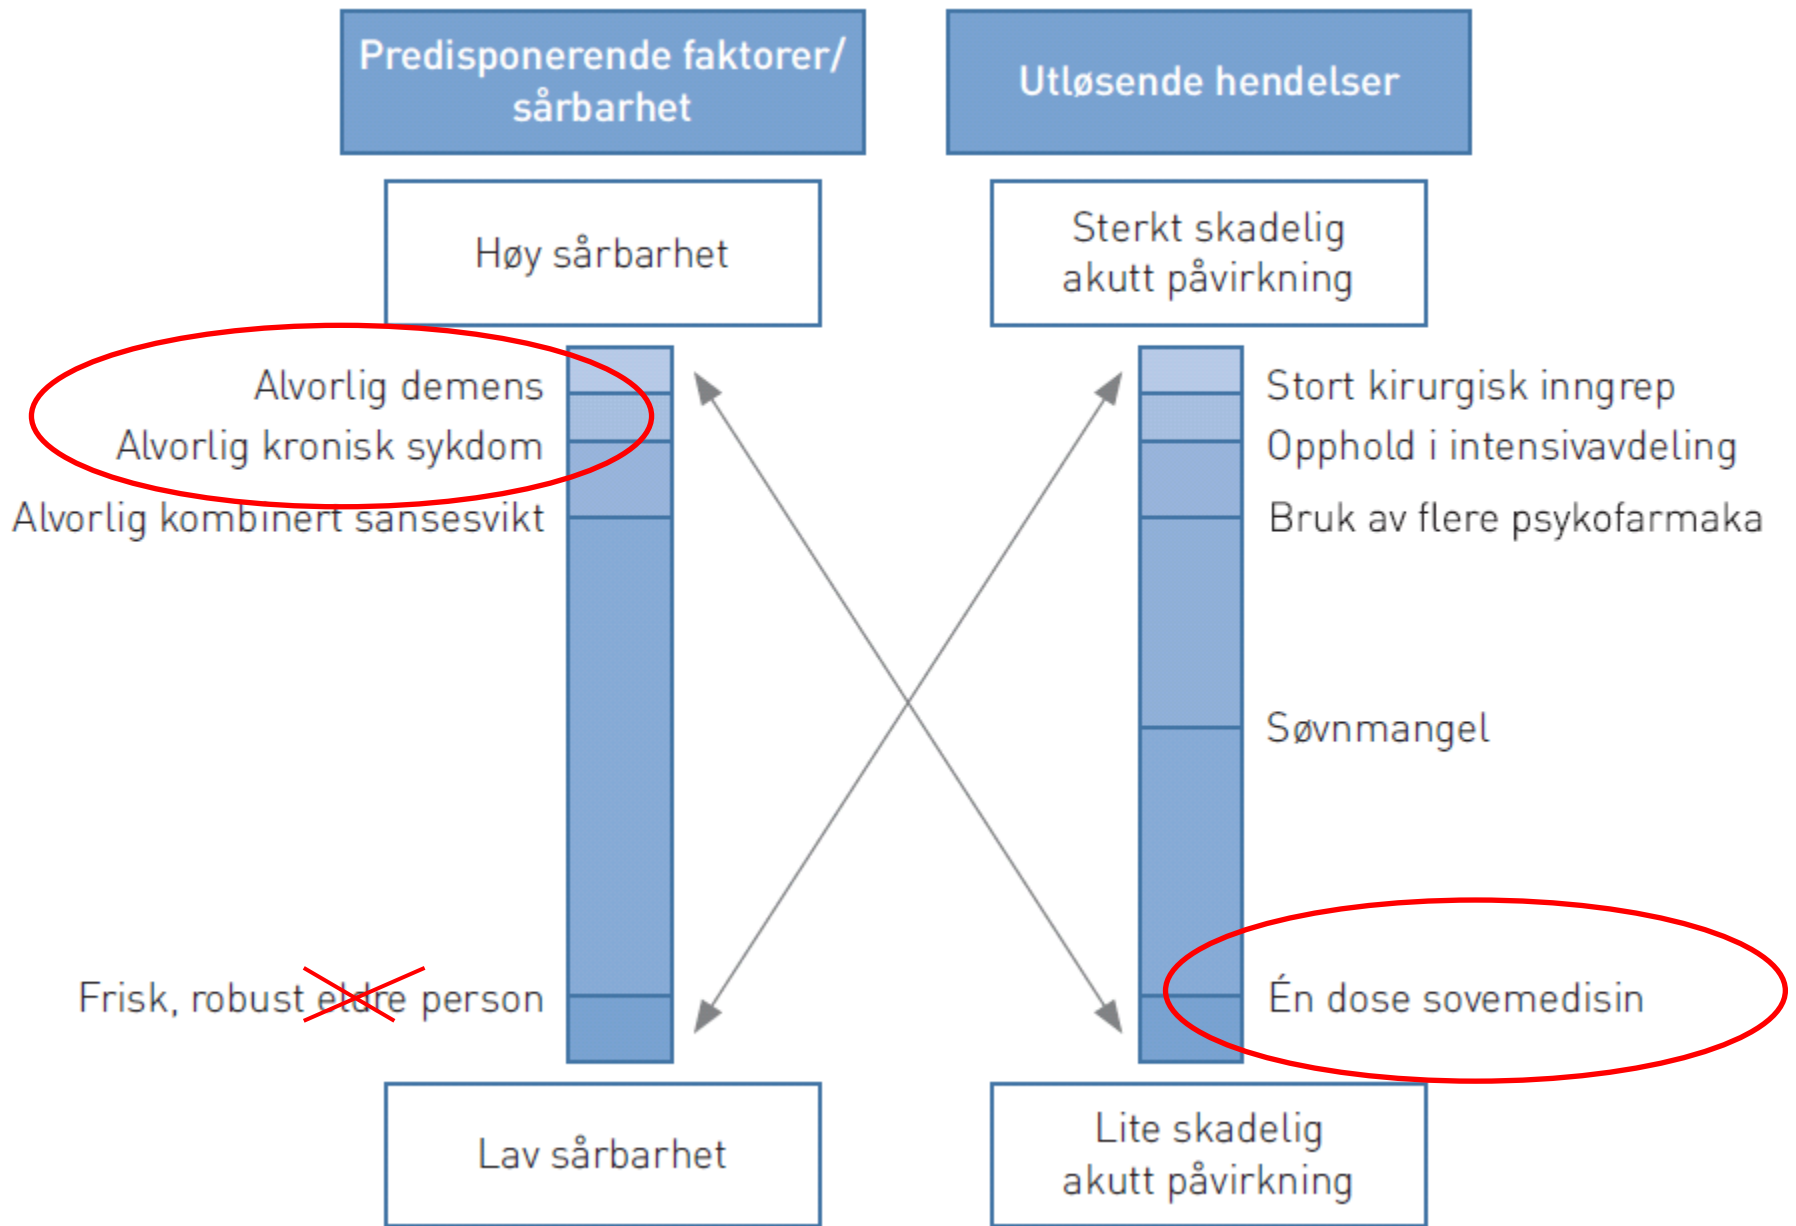 Predisponerende faktorer/
sårbarhet
Utløsende hendelser
Høy sårbarhet
Sterkt skadelig
akutt påvirkning
Alvorlig demens
Alvorlig kronisk sykdom
Alvorlig kombinert sansesvikt
Frisk, robust eldre person
Stort kirurgisk inngrep
Opphold i intensivavdeling
Bruk av flere psykofarmaka
Søvnmangel
Én dose sovemedisin
Lav sårbarhet
Lite skadelig
akutt påvirkning